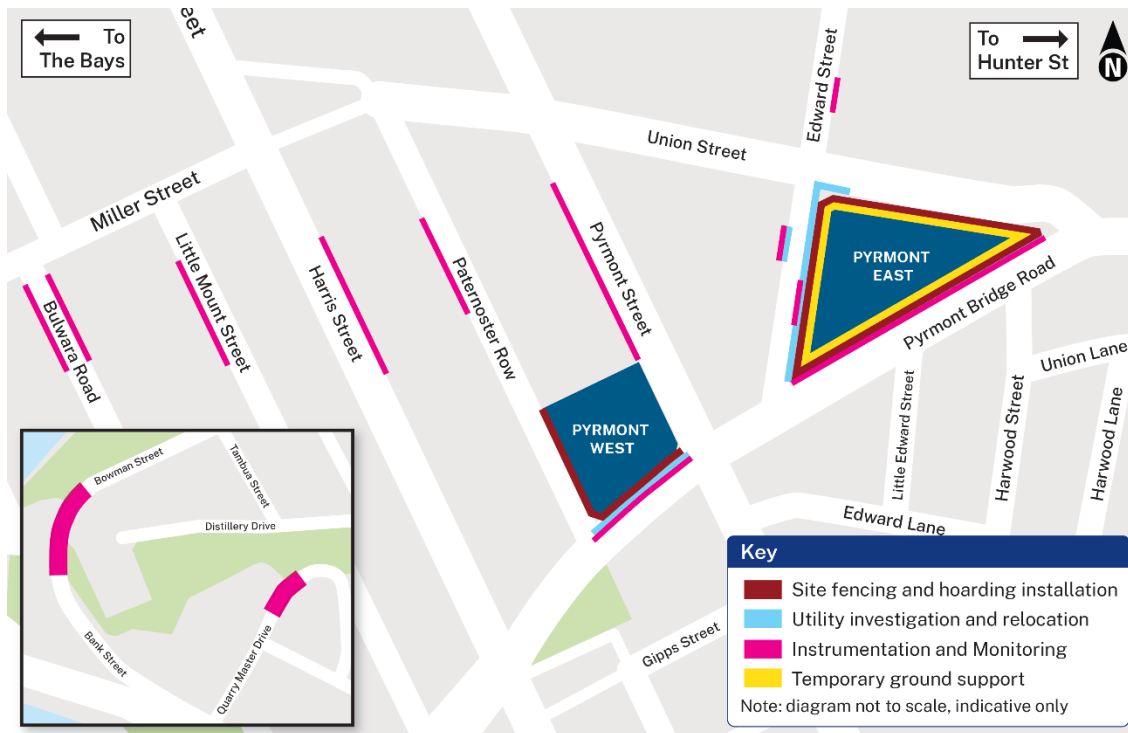 To
The Bays
To
Hunter St
N
reet
Edward Street
Union Street
Miller Street
Little Mount Street
Bulwara Road
Harris Street
Paternoster Row
Pyrmont Street
PYRMONT
EAST
PYRMONT
WEST
Pyrmont Bridge Road
Union Lane
Little Edward Street
Harwood Street
Harwood Lane
Edward Lane
Gipps Street
Bowman Street
Tambua Street
Distillery Drive
Bank Street
Quarry Master Drive
Key
Site fencing and hoarding installation
Utility investigation and relocation
Instrumentation and Monitoring
Temporary ground support
Note: diagram not to scale, indicative only